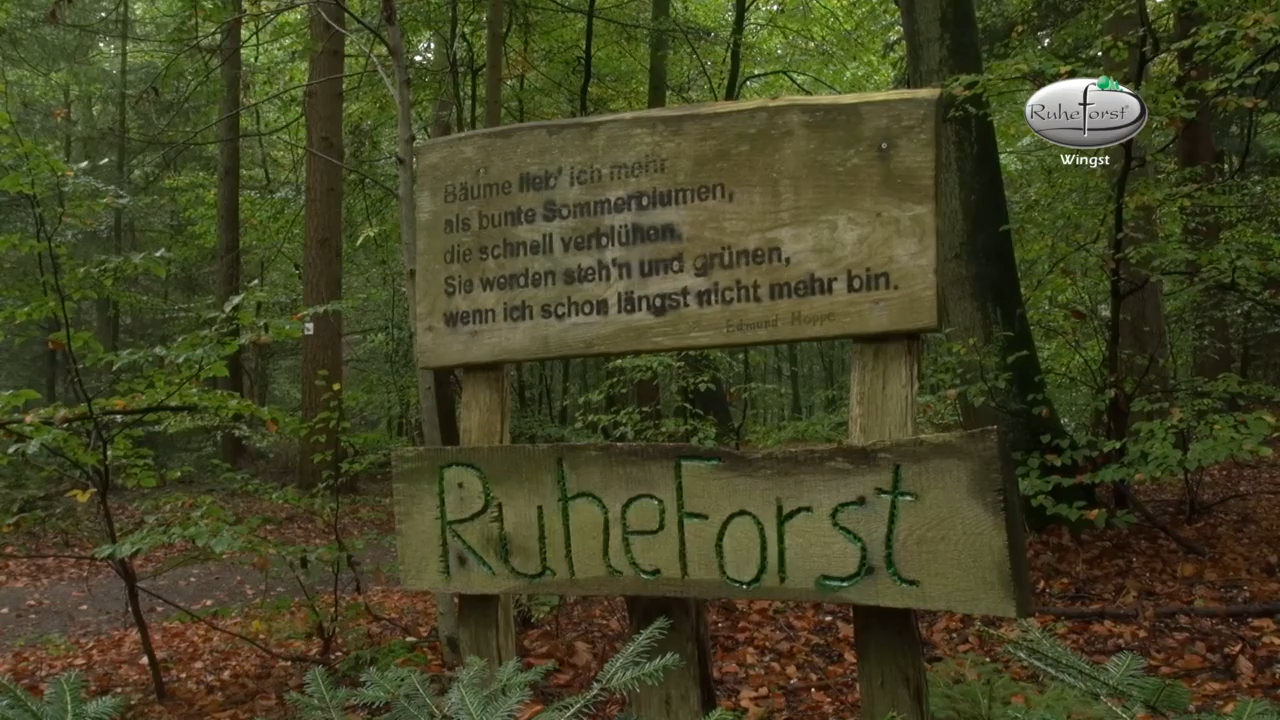 Bäume lieb' ich mehr
als bunte Sommerblumen,
die schnell verblühen.
Sie werden steh'n und grünen,
wenn ich schon längst nicht mehr bin.
Edmund Hoppe
RuheForst
RuheForst®
Wingst